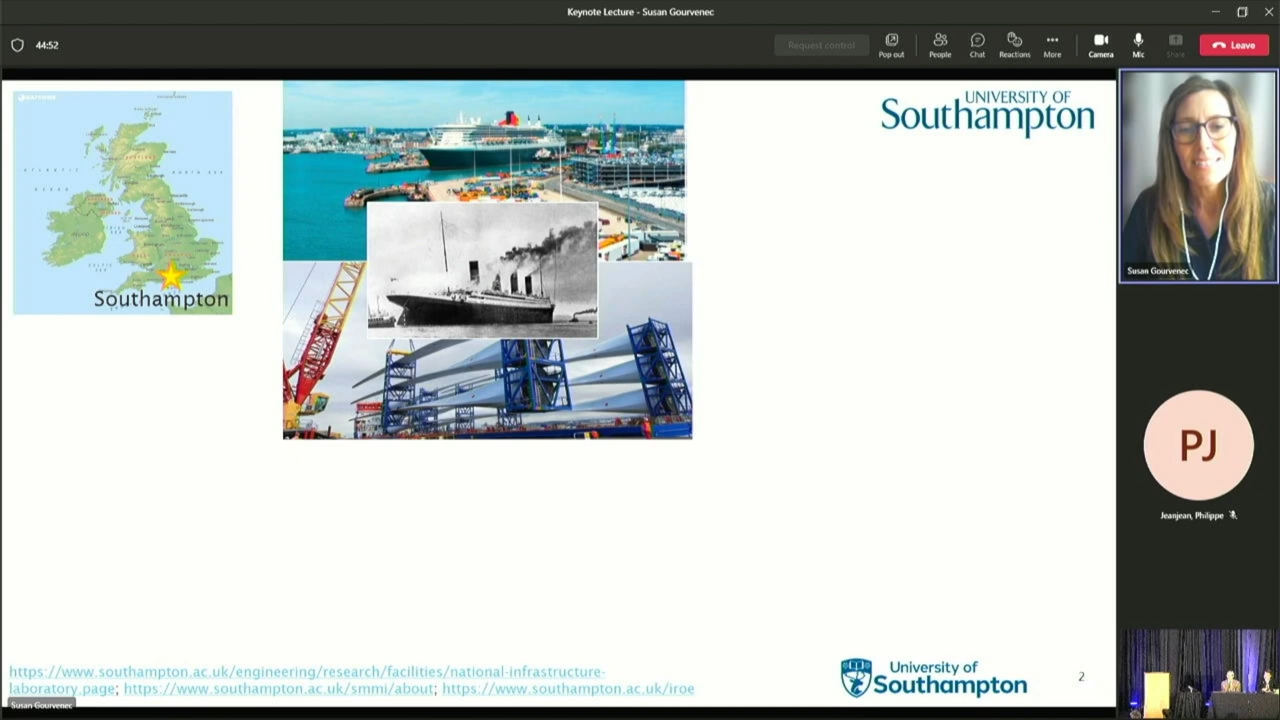 Keynote Lecture - Susan Gourvenec
44:52
Request control
Pop out
People
Chat
Reactions
More
Camera
Mic
Share
Leave
Southampton
UNIVERSITY OF
Southampton
Susan Gourvenec
PJ
Jeanjean, Philippe
https://www.southampton.ac.uk/engineering/research/facilities/national-infrastructure-
laboratory.page; https://www.southampton.ac.uk/smmi/about; https://www.southampton.ac.uk/iroe
University of
Southampton
2
Susan Gourvenec